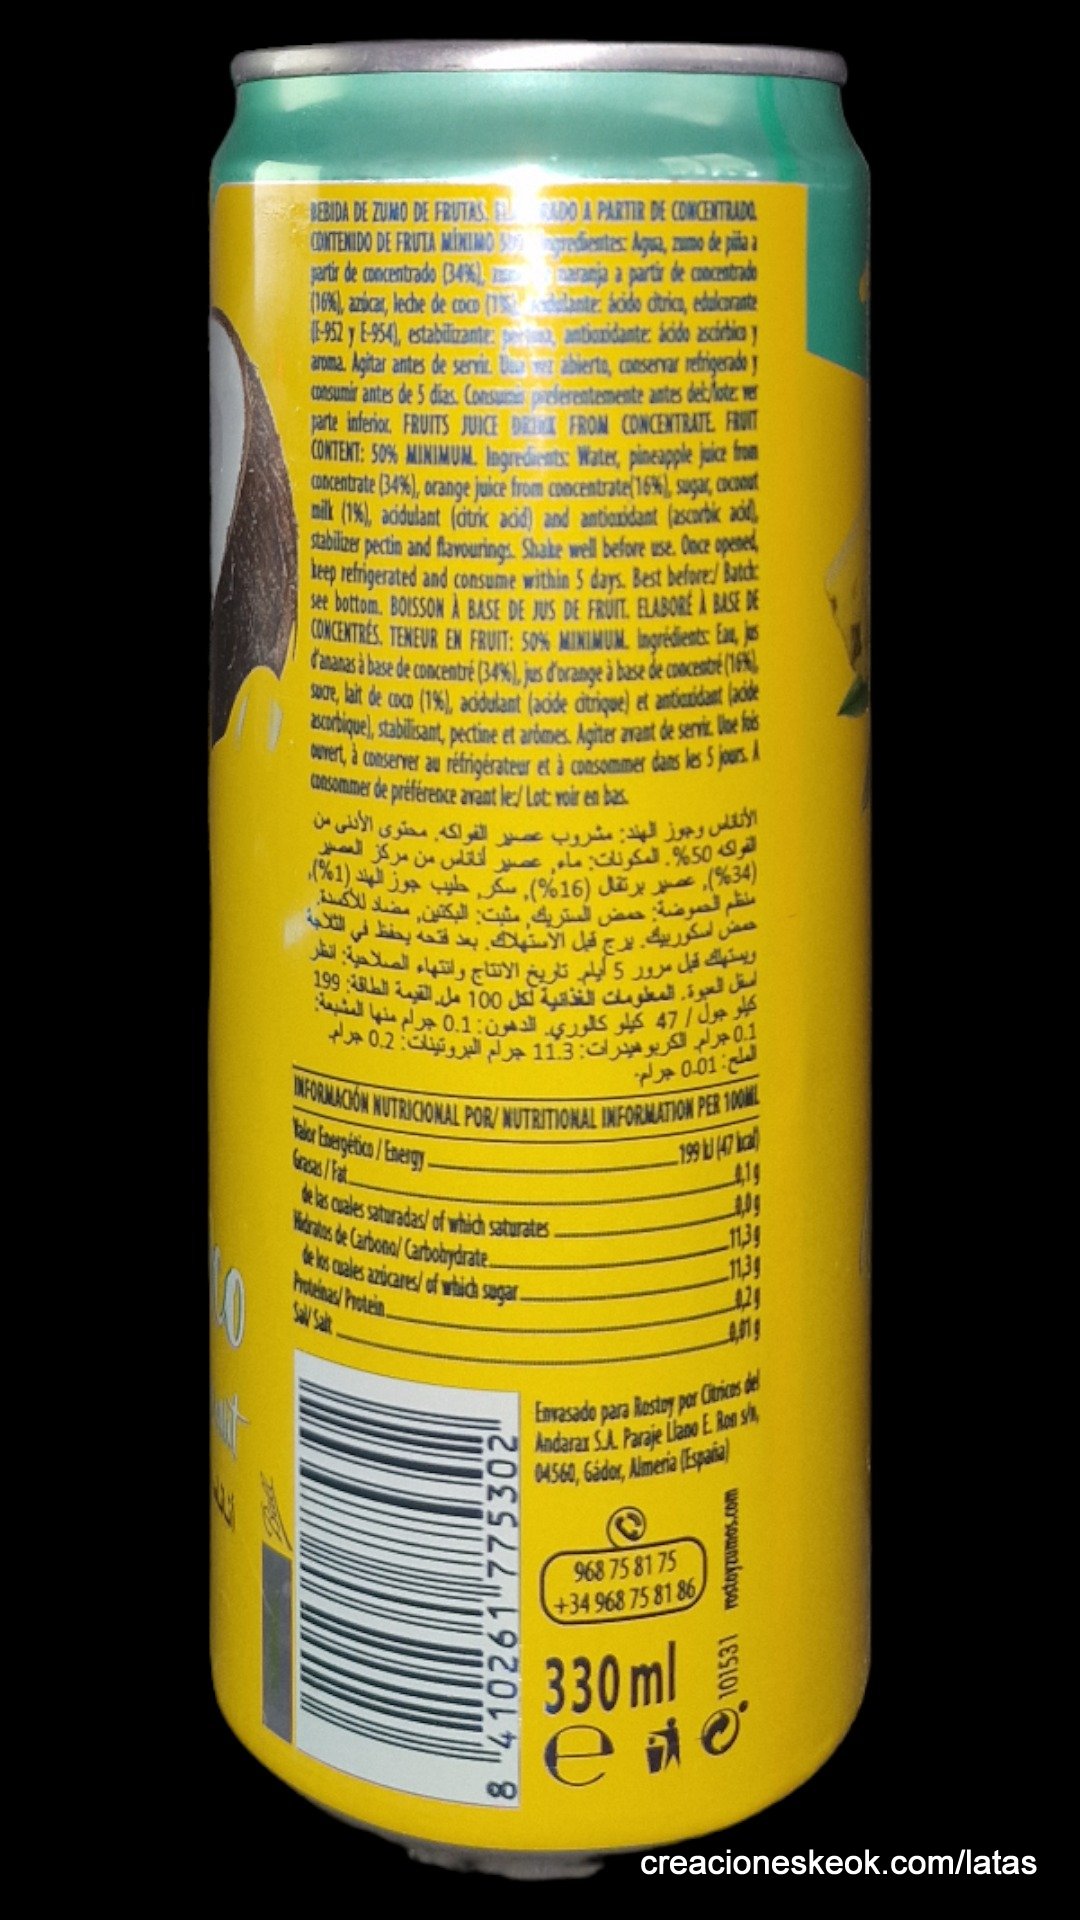 BEBIDA DE ZUMO DE FRUTAS. A PARTIR DE CONCENTRADO.
CONTENIDO DE FRUTA MÍNIMO Ingredientes: Agua, zumo de piña a
partir de concentrado (34%), naranja a partir de concentrado
(16%), azúcar, leche de coco (1%), acidulante: ácido cítrico, edulcorante
(E-952 y E-954), estabilizante: pectina, antioxidante: ácido ascórbico y
aroma. Agitar antes de servir. Una vez abierto, conservar refrigerado y
consumir antes de 5 días. Consumir preferentemente antes del:/lote: ver
parte inferior. FRUITS JUICE DRINK FROM CONCENTRATE. FRUIT
CONTENT: 50% MINIMUM. Ingredients: Water, pineapple juice from
concentrate (34%), orange juice from concentrate(16%), sugar, coconut
milk (1%), acidulant (citric acid) and antioxidant (ascorbic acid),
stabilizer pectin and flavourings. Shake well before use. Once opened,
keep refrigerated and consume within 5 days. Best before:/ Batch:
see bottom. BOISSON À BASE DE JUS DE FRUIT. ELABORÉ À BASE DE
CONCENTRÉS. TENEUR EN FRUIT: 50% MINIMUM. Ingrédients: Eau, jus
d'ananas à base de concentré (34%), jus d'orange à base de concentré (16%),
sucre, lait de coco (1%), acidulant (acide citrique) et antioxidant (acide
ascorbique), stabilisant, pectine et arômes. Agiter avant de servir. Une fois
ouvert, à conserver au réfrigérateur et à consommer dans les 5 jours. A
consommer de préférence avant le:/ Lot: voir en bas.
الأناناس وجوز الهند: مشروب عصير الفواكه. محتوى الأدنى من
الفواكه 50%. المكونات: ماء, عصير أناناس من مركز العصير
(34%), عصير برتقال (16%), سكر, حليب جوز الهند (1%),
منظم الحموضة: حمض الستريك, مثبت: البكتين, مضاد للأكسدة:
حمض اسكوربيك. يرج قبل الاستهلاك. بعد فتحه يحفظ في الثلاجة
ويستهلك قبل مرور 5 أيام. تاريخ الانتاج وانتهاء الصلاحية: انظر
اسفل العبوة. المعلومات الغذائية لكل 100 مل. القيمة الطاقة: 199
كيلو جول / 47 كيلو كالوري. الدهون: 0.1 جرام منها المشبعة:
0.1 جرام. الكربوهيدرات: 11.3 جرام البروتينات: 0.2 جرام.
الملح: 0-01 جرام.
INFORMACIÓN NUTRICIONAL POR/ NUTRITIONAL INFORMATION PER 100ML
Valor Energético / Energy 199 kJ (47 kcal)
Grasas / Fat 0,1 g
de las cuales saturadas/ of which saturates 0,0 g
Hidratos de Carbono/ Carbohydrate 11,3 g
de los cuales azúcares/ of which sugar 11,3 g
Proteínas/ Protein 0,2 g
Sal/ Salt 0,01 g
8 410261 775302
Envasado para Rostoy por Cítricos del
Andarax S.A. Paraje Llano E. Ron s/n,
04560, Gádor, Almería (España)
968 75 81 75
+34 968 75 81 86
rostoyzumos.com
101531
330 ml
e
creacioneskeok.com/latas